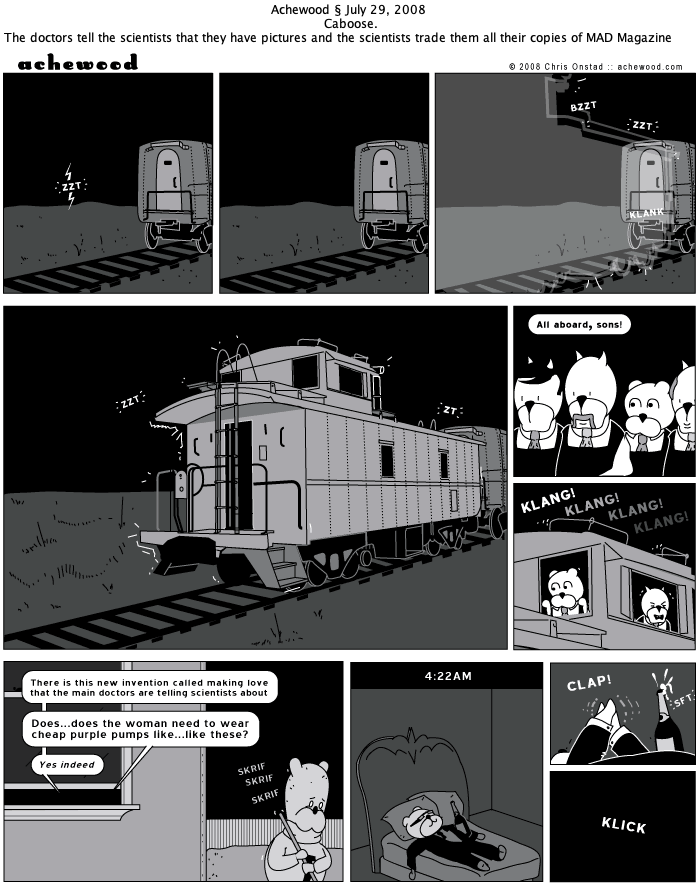 Achewood § July 29, 2008
Caboose.
The doctors tell the scientists that they have pictures and the scientists trade them all their copies of MAD Magazine
achewood
© 2008 Chris Onstad :: achewood.com
ZZT
BZZT
ZZT
KLANK
ZZT
ZT
All aboard, sons!
KLANG!
KLANG!
KLANG!
KLANG!
There is this new invention called making love
that the main doctors are telling scientists about
Does...does the woman need to wear
cheap purple pumps like...like these?
Yes indeed
SKRIF
SKRIF
SKRIF
4:22AM
CLAP!
SFT
KLICK